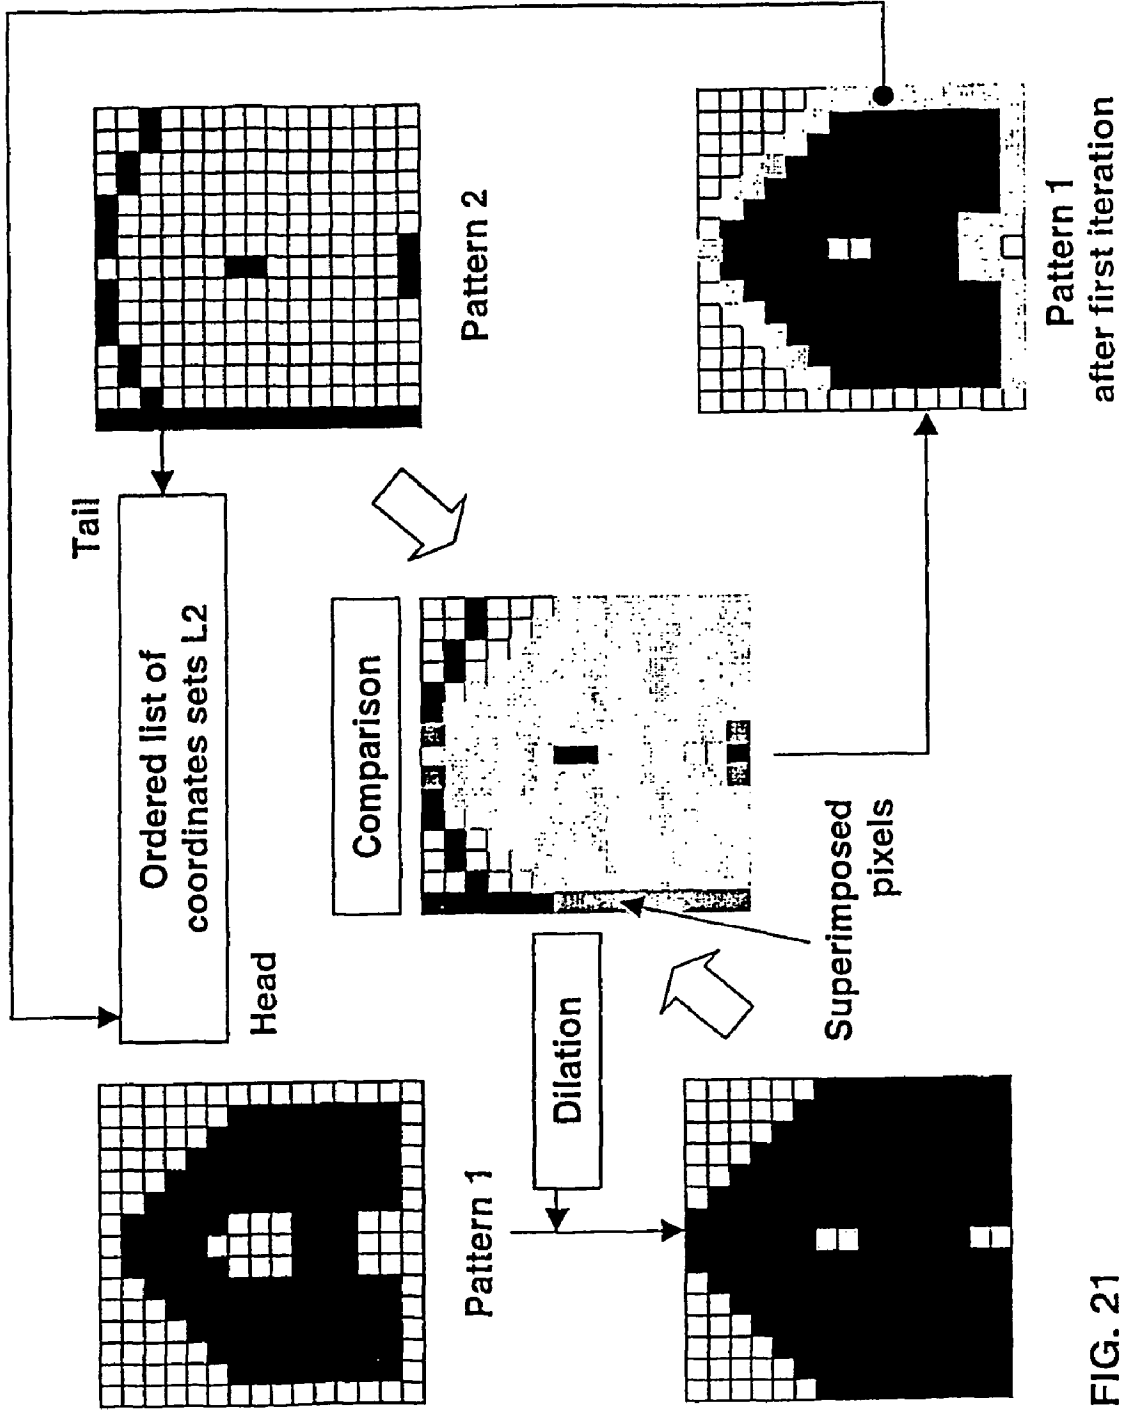 Pattern 1
Head
Ordered list of
coordinates sets L2
Tail
Pattern 2
Dilation
Comparison
Superimposed
pixels
Pattern 1
after first iteration
FIG. 21